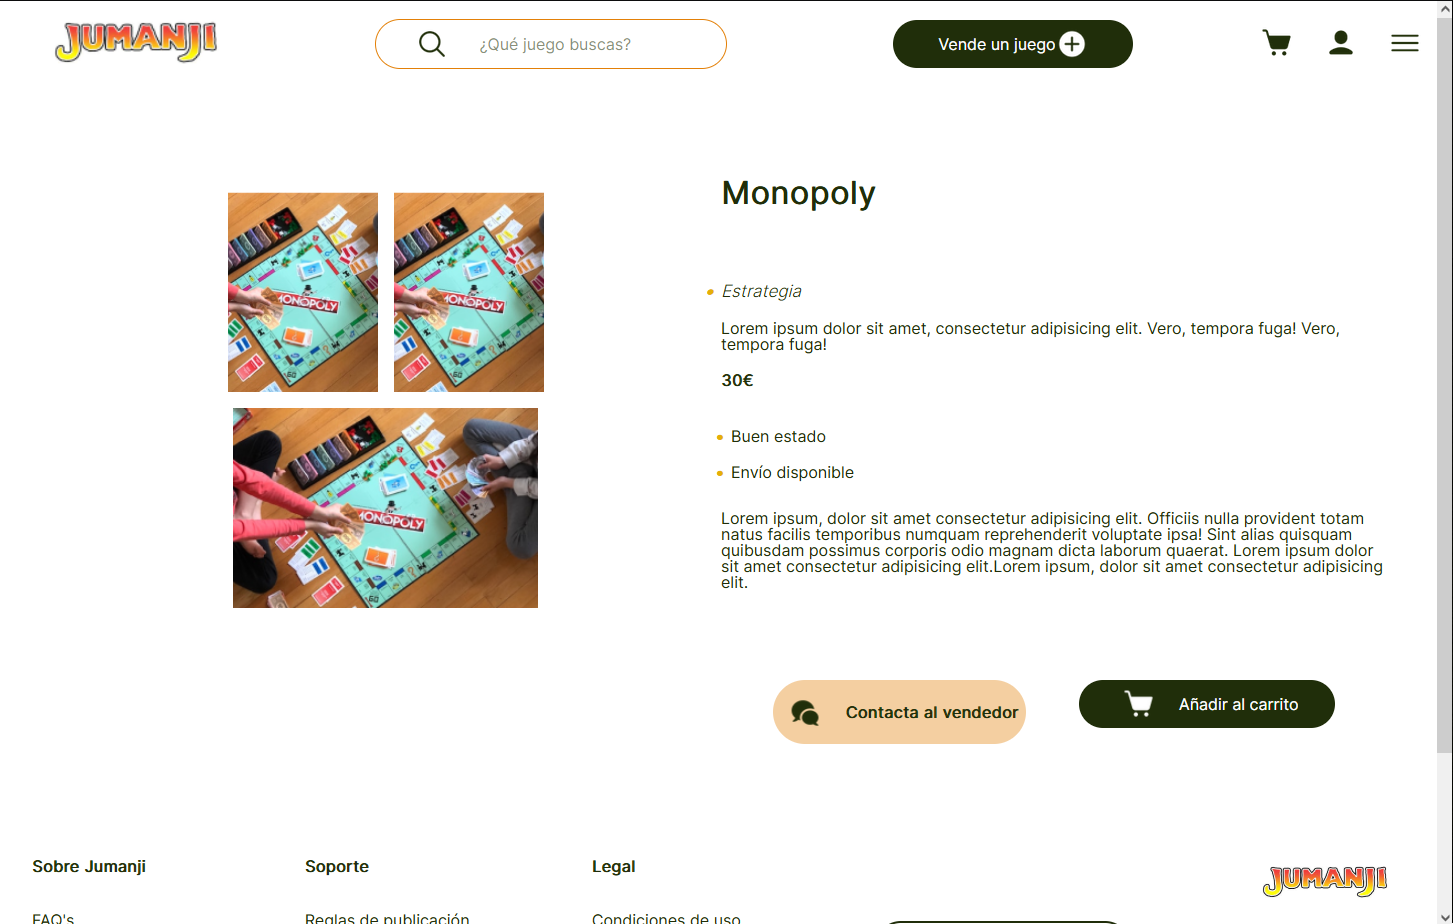 JUMANJI
¿Qué juego buscas?
Vende un juego
Monopoly
MONOPOLY
MONOPOLY
Estrategia
Lorem ipsum dolor sit amet, consectetur adipisicing elit. Vero, tempora fuga! Vero,
tempora fuga!
30€
Buen estado
Envío disponible
MONOPOLY
Lorem ipsum, dolor sit amet consectetur adipisicing elit. Officiis nulla provident totam
natus facilis temporibus numquam reprehenderit voluptate ipsa! Sint alias quisquam
quibusdam possimus corporis odio magnam dicta laborum quaerat. Lorem ipsum dolor
sit amet consectetur adipisicing elit.Lorem ipsum, dolor sit amet consectetur adipisicing
elit.
Contacta al vendedor
Añadir al carrito
Sobre Jumanji
Soporte
Legal
JUMANJI
FAQ's
Reglas de publicación
Condiciones de uso